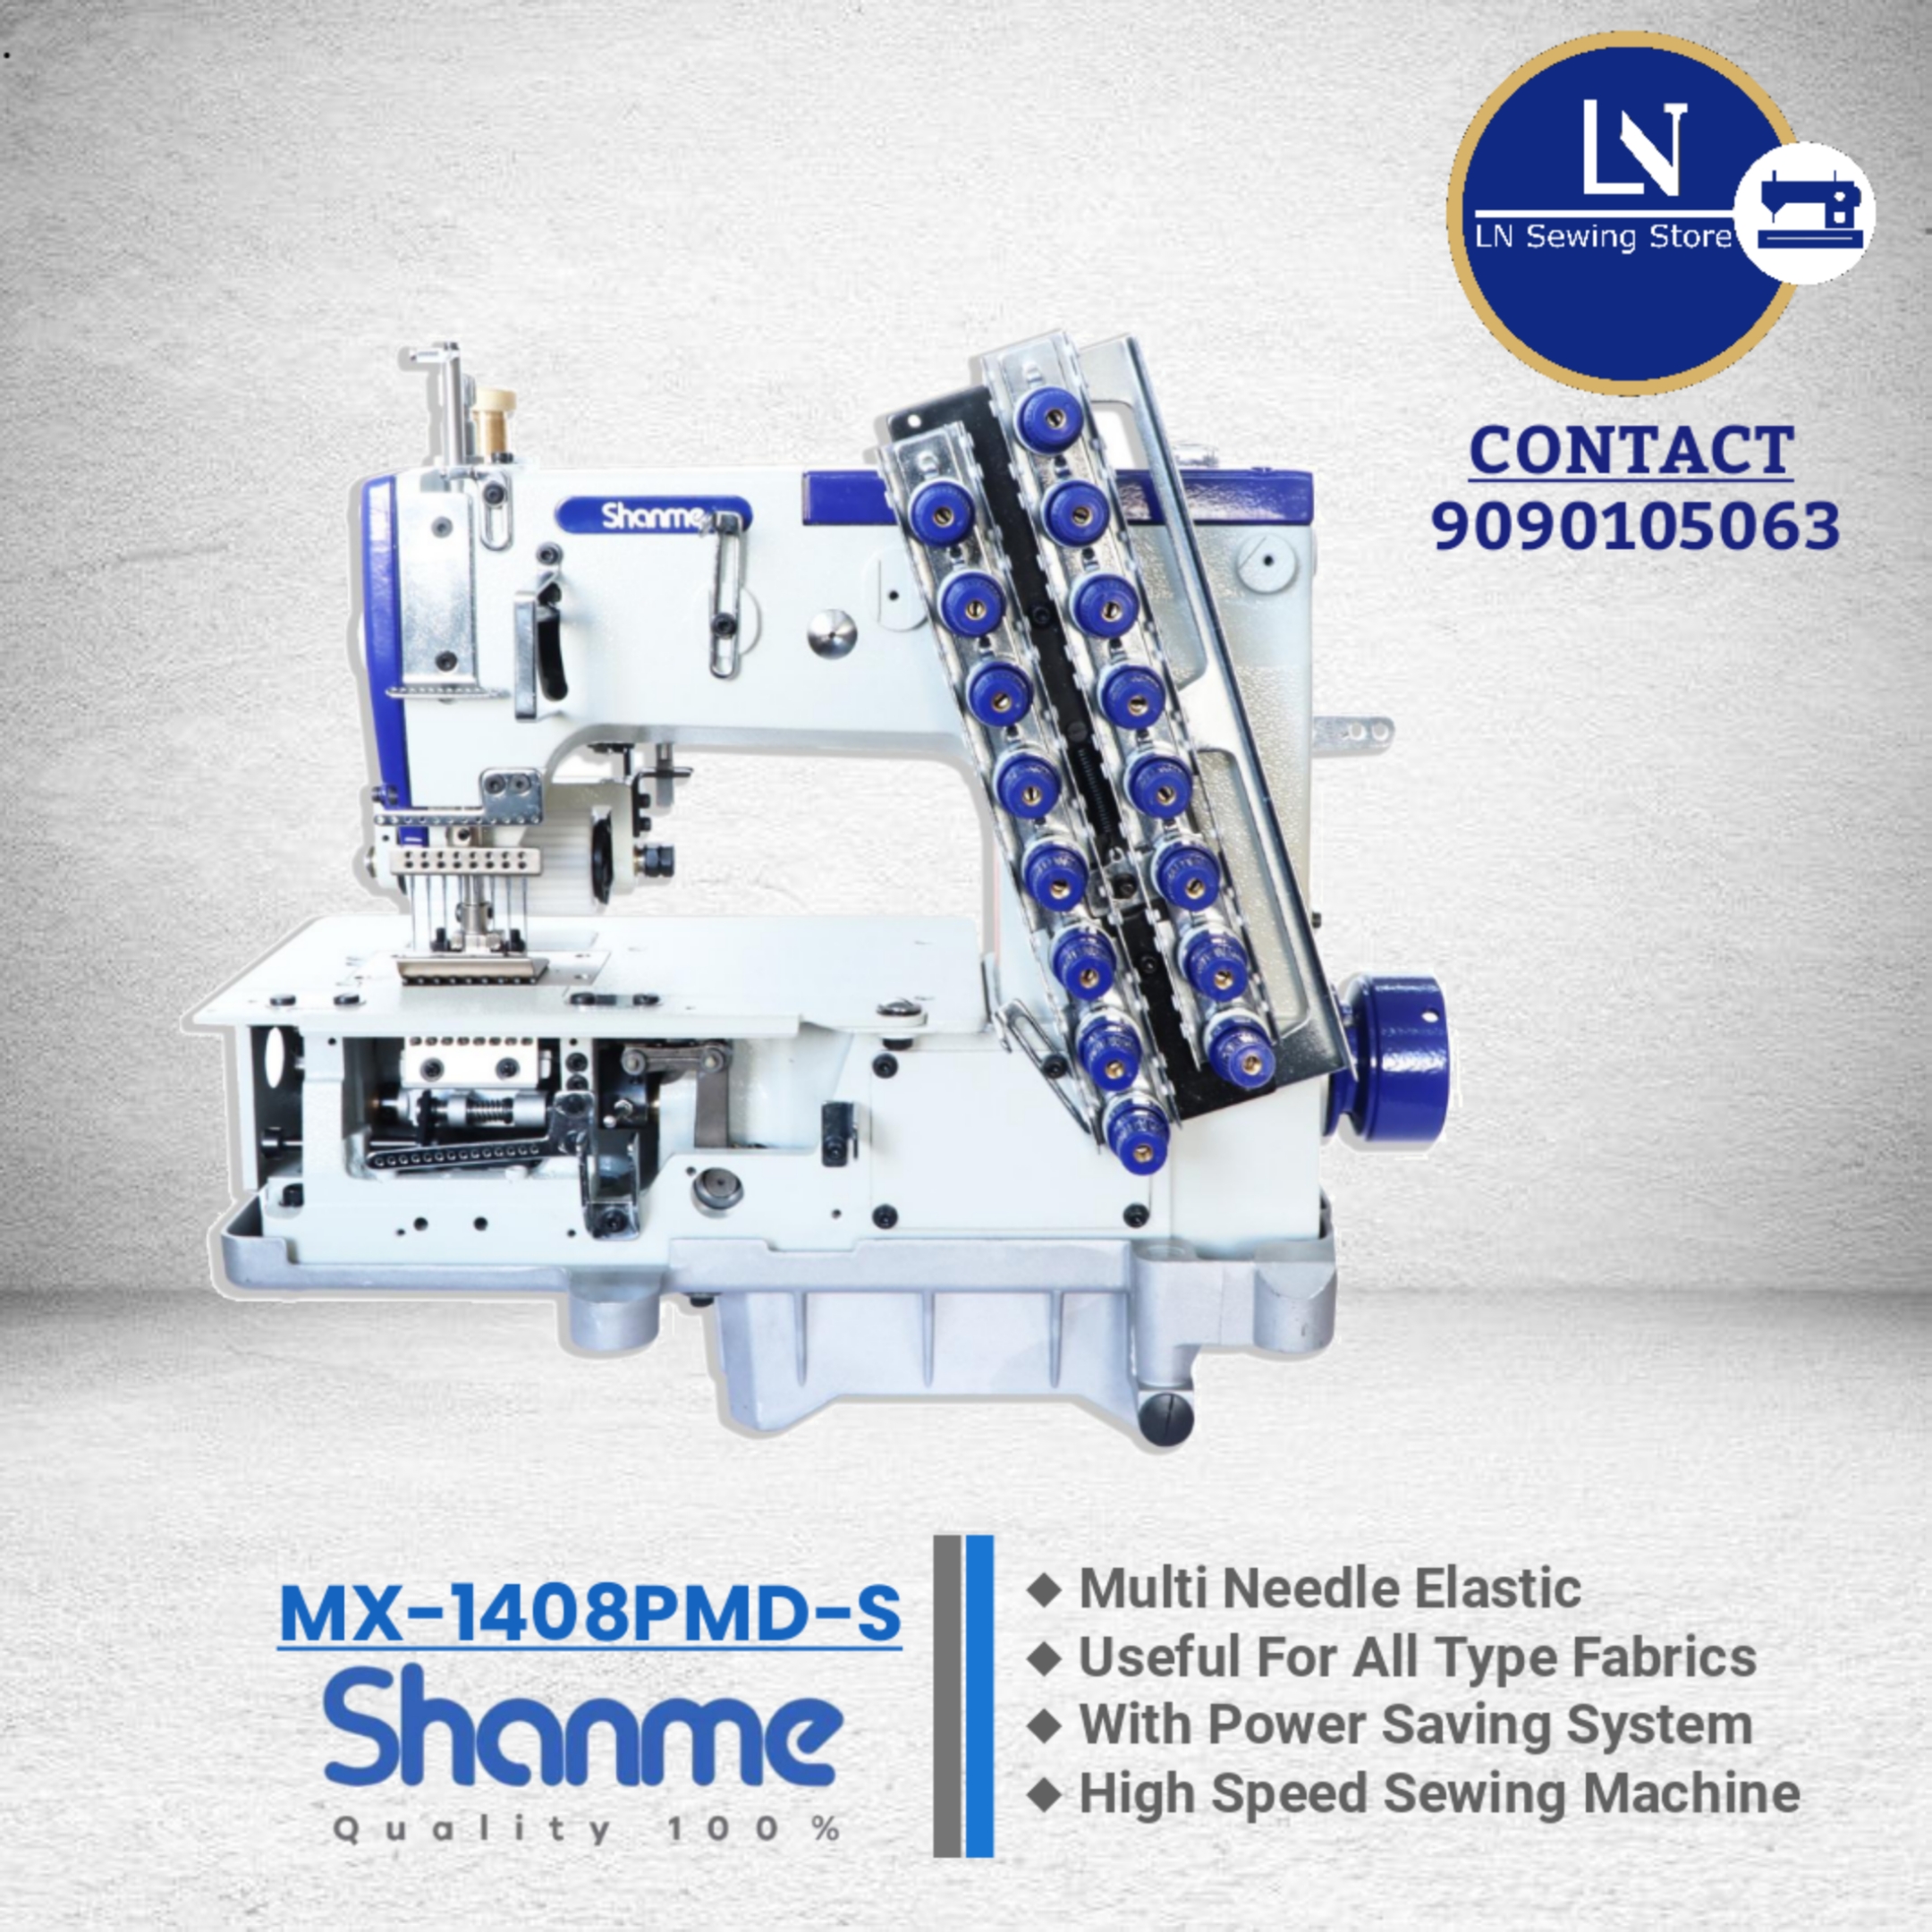 LN
LN Sewing Store
CONTACT
9090105063
Shanme
MX-1408PMD-S
Shanme
Quality 100 %
◆ Multi Needle Elastic
◆ Useful For All Type Fabrics
◆ With Power Saving System
◆ High Speed Sewing Machine